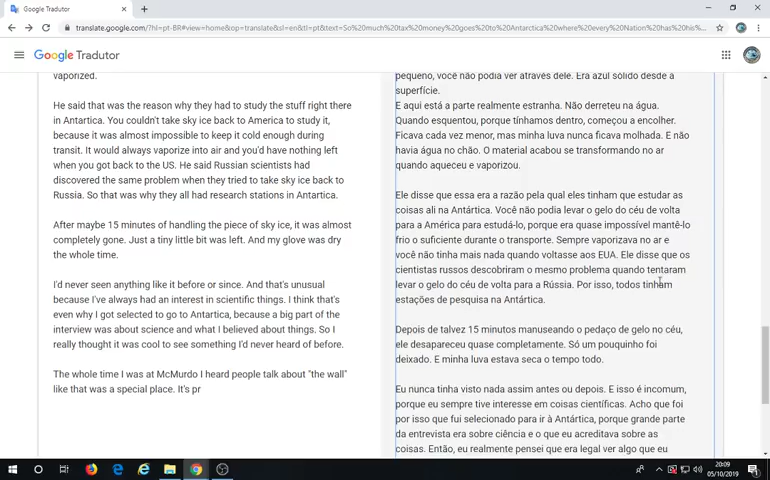 Google Tradutor
translate.google.com/?hl=pt-BR#view=home&op=translate&sl=en&tl=pt&text=So%20much%20tax%20money%20goes%20to%20Antarctica%20where%20every%20Nation%20has%20his%...
Google Tradutor
vaporized.
He said that was the reason why they had to study the stuff right there
in Antartica. You couldn't take sky ice back to America to study it,
because it was almost impossible to keep it cold enough during
transit. It would always vaporize into air and you'd have nothing left
when you got back to the US. He said Russian scientists had
discovered the same problem when they tried to take sky ice back to
Russia. So that was why they all had research stations in Antartica.
After maybe 15 minutes of handling the piece of sky ice, it was almost
completely gone. Just a tiny little bit was left. And my glove was dry
the whole time.
I'd never seen anything like it before or since. And that's unusual
because I've always had an interest in scientific things. I think that's
even why I got selected to go to Antartica, because a big part of the
interview was about science and what I believed about things. So I
really thought it was cool to see something I'd never heard of before.
The whole time I was at McMurdo I heard people talk about "the wall"
like that was a special place. It's pr
pequeno, você não podia ver através dele. Era azul sólido desde a
superfície.
E aqui está a parte realmente estranha. Não derreteu na água.
Quando esquentou, porque tínhamos dentro, começou a encolher.
Ficava cada vez menor, mas minha luva nunca ficava molhada. E não
havia água no chão. O material acabou se transformando no ar
quando aqueceu e vaporizou.
Ele disse que essa era a razão pela qual eles tinham que estudar as
coisas ali na Antártica. Você não podia levar o gelo do céu de volta
para a América para estudá-lo, porque era quase impossível mantê-lo
frio o suficiente durante o transporte. Sempre vaporizava no ar e
você não tinha mais nada quando voltasse aos EUA. Ele disse que os
cientistas russos descobriram o mesmo problema quando tentaram
levar o gelo do céu de volta para a Rússia. Por isso, todos tinham
estações de pesquisa na Antártica.
Depois de talvez 15 minutos manuseando o pedaço de gelo no céu,
ele desapareceu quase completamente. Só um pouquinho foi
deixado. E minha luva estava seca o tempo todo.
Eu nunca tinha visto nada assim antes ou depois. E isso é incomum,
porque eu sempre tive interesse em coisas científicas. Acho que foi
por isso que fui selecionado para ir à Antártica, porque grande parte
da entrevista era sobre ciência e o que eu acreditava sobre as
coisas. Então, eu realmente pensei que era legal ver algo que eu
20:09
05/10/2019